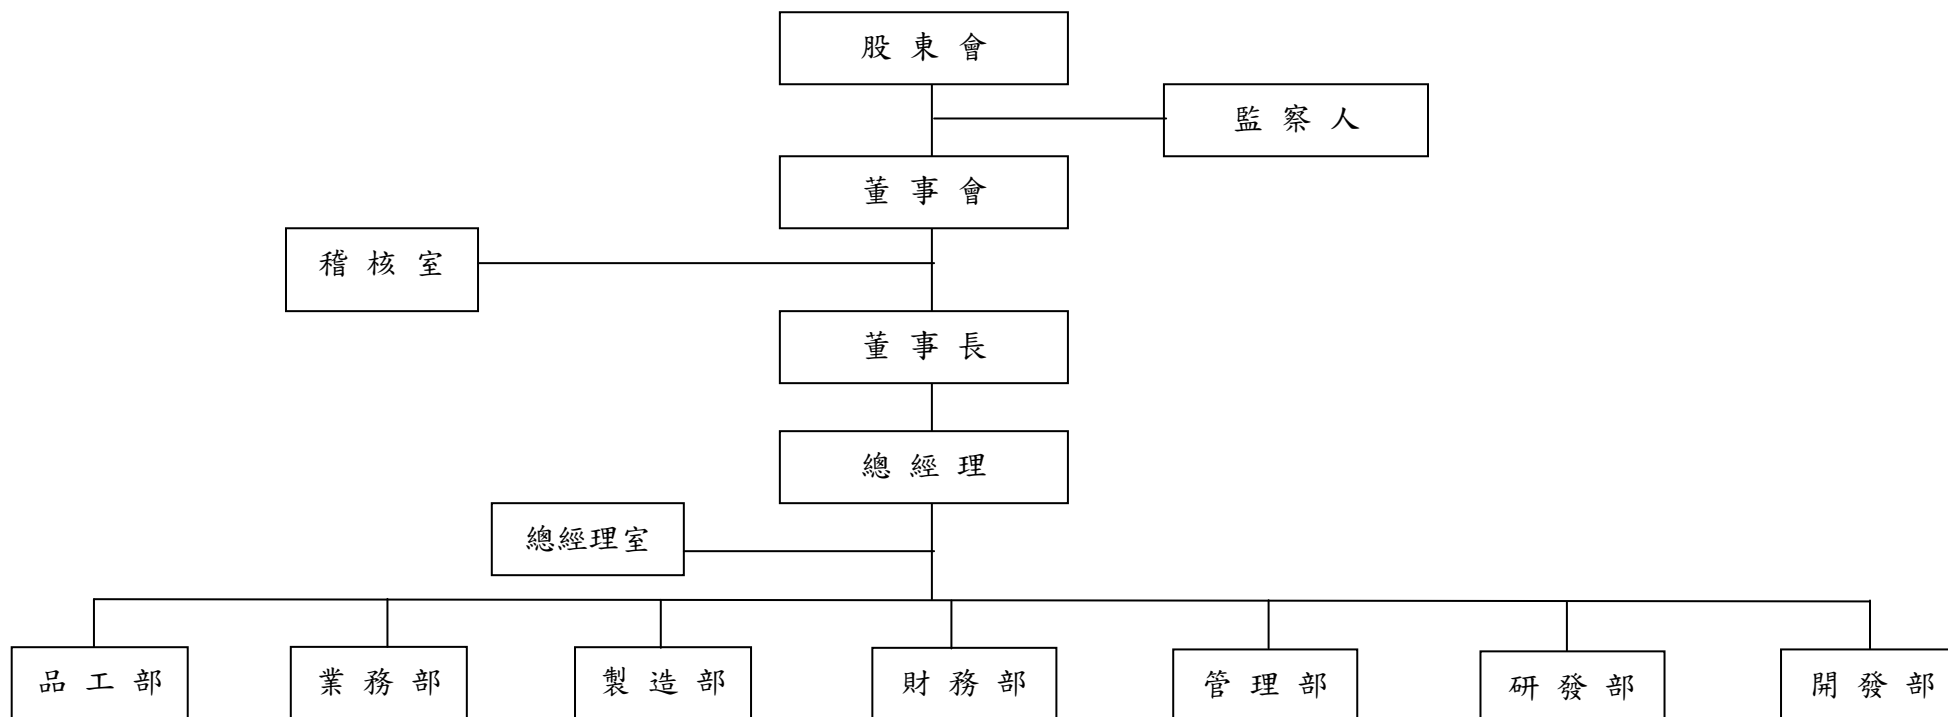 股東會
監察人
董事會
稽核室
董事長
總經理
總經理室
品工部
業務部
製造部
財務部
管理部
研發部
開發部